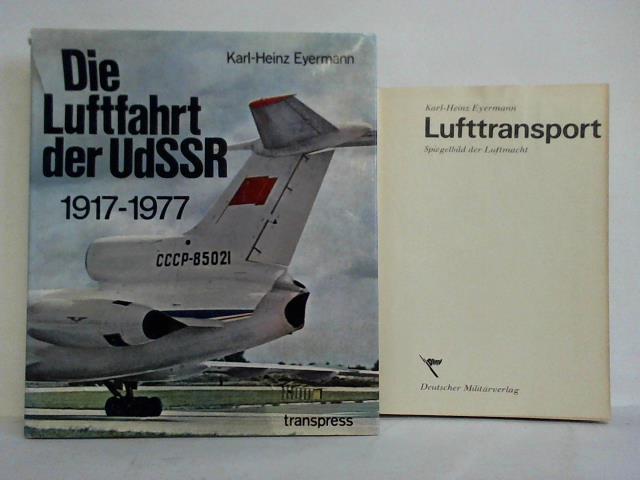 Karl-Heinz Eyermann
Die
Luftfahrt
der UdSSR
1917-1977
СССР-85021
transpress
Karl-Heinz Eyermann
Lufttransport
Spiegelbild der Luftmacht
Deutscher Militärverlag